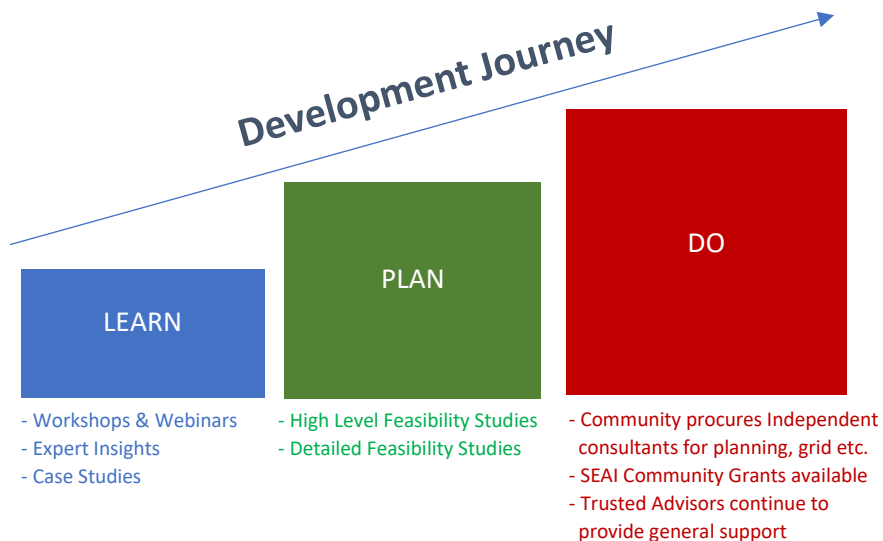 Development Journey
LEARN
- Workshops & Webinars
- Expert Insights
- Case Studies
PLAN
- High Level Feasibility Studies
- Detailed Feasibility Studies
DO
- Community procures Independent
consultants for planning, grid etc.
- SEAI Community Grants available
- Trusted Advisors continue to
provide general support